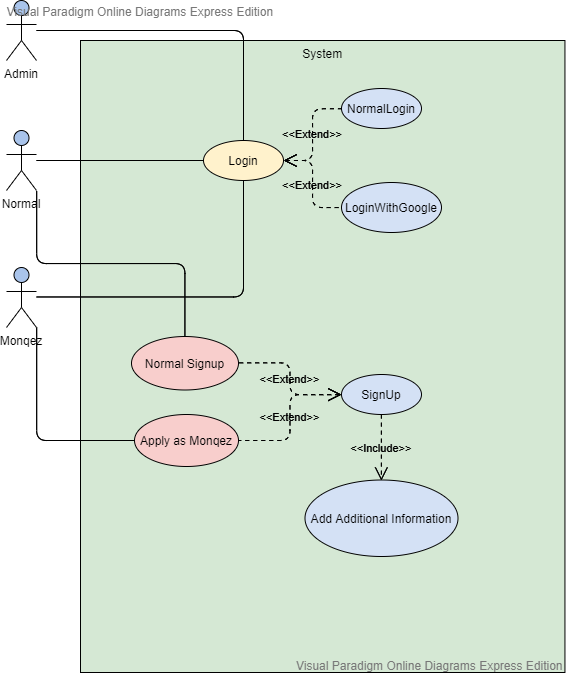 Visual Paradigm Online Diagrams Express Edition
System
Admin
NormalLogin
<<Extend>>
Login
<<Extend>>
Normal
LoginWithGoogle
Monqez
Normal Signup
<<Extend>>
SignUp
<<Extend>>
Apply as Monqez
<<Include>>
Add Additional Information
Visual Paradigm Online Diagrams Express Edition